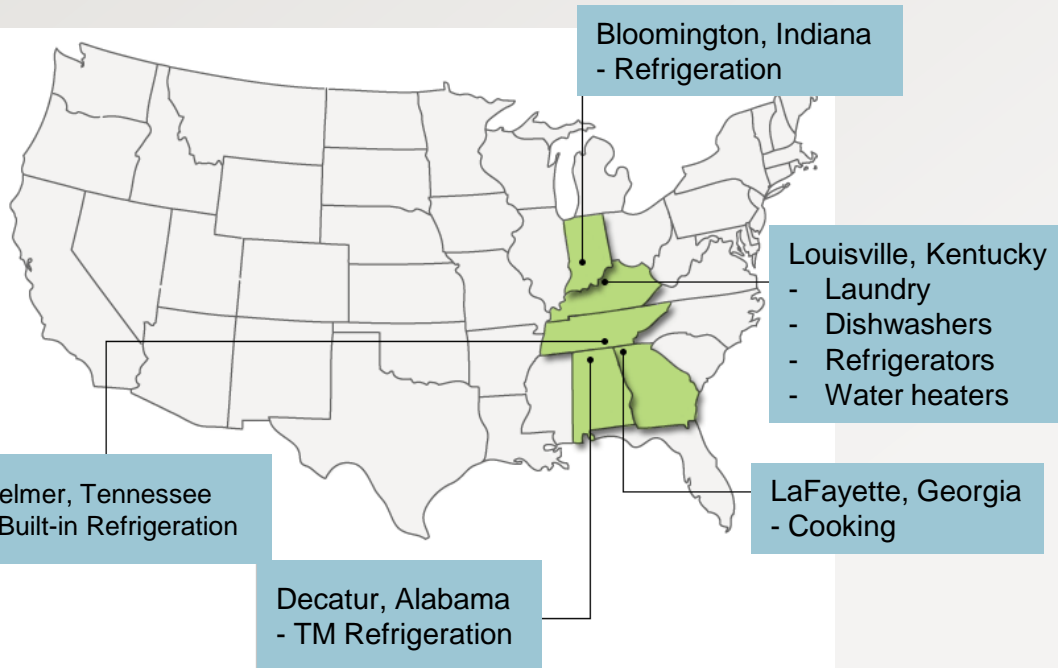 Bloomington, Indiana
- Refrigeration
Louisville, Kentucky
- Laundry
- Dishwashers
- Refrigerators
- Water heaters
elmer, Tennessee
Built-in Refrigeration
LaFayette, Georgia
- Cooking
Decatur, Alabama
- TM Refrigeration